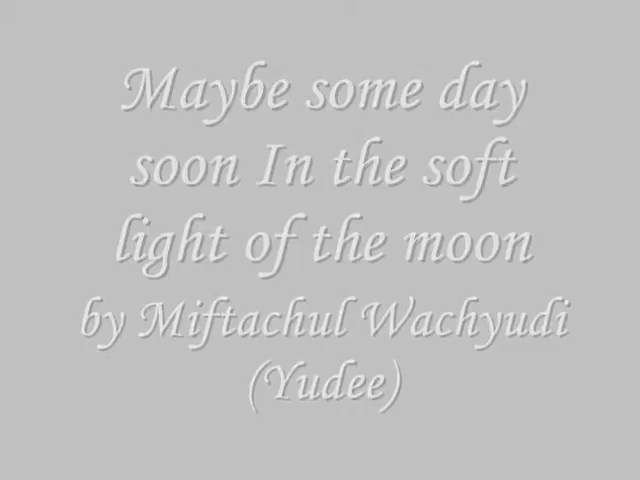 Maybe some day
soon In the soft
light of the moon
by Miftachul Wachyudi
(Yudee)